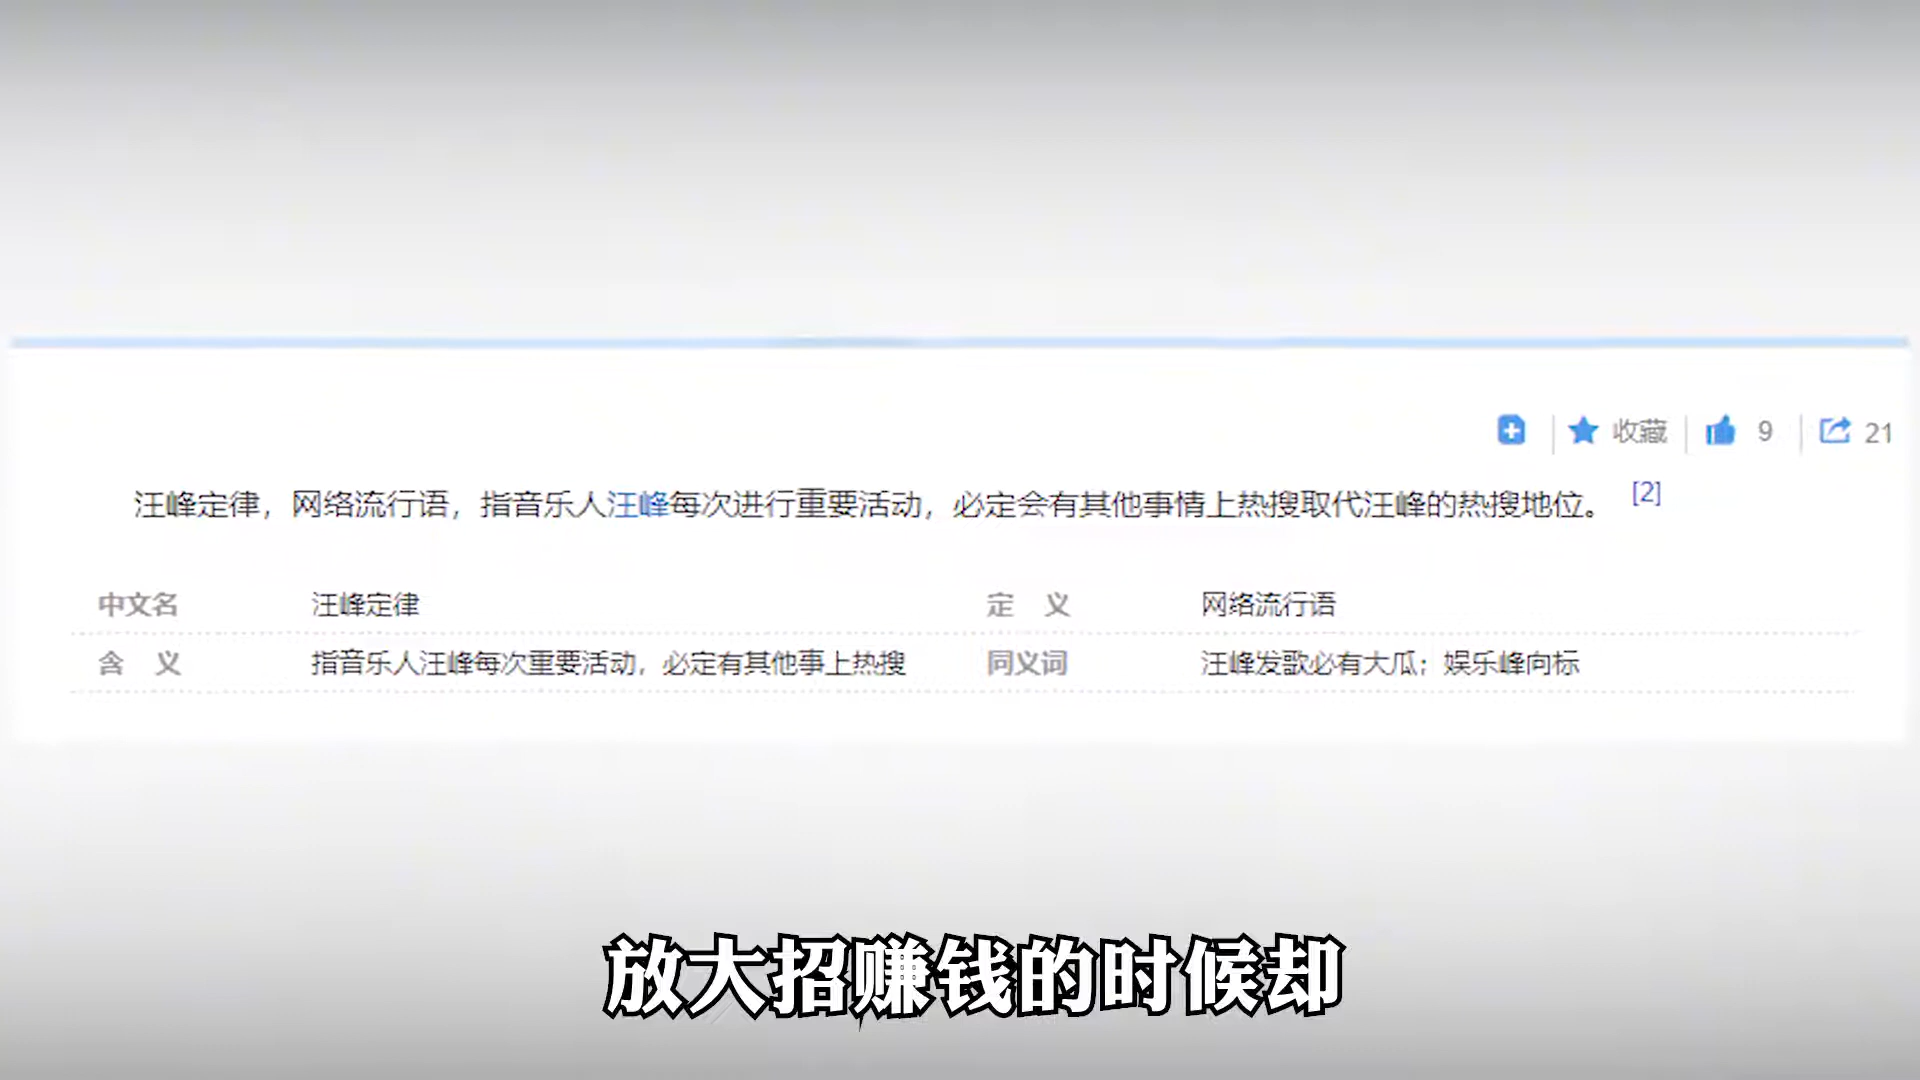 收藏 9 21
汪峰定律，网络流行语，指音乐人汪峰每次进行重要活动，必定会有其他事情上热搜取代汪峰的热搜地位。[2]
中文名 汪峰定律 定 义 网络流行语
含 义 指音乐人汪峰每次重要活动，必定有其他事上热搜 同义词 汪峰发歌必有大瓜；娱乐峰向标
放大招赚钱的时候却